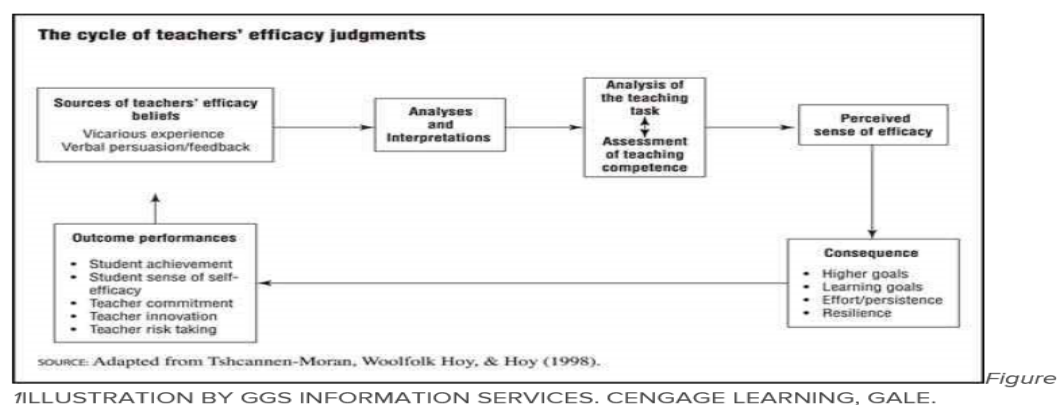 The cycle of teachers' efficacy judgments
Sources of teachers' efficacy
beliefs
Vicarious experience
Verbal persuasion/feedback
Analyses
and
Interpretations
Analysis of
the teaching
task
Assessment
of teaching
competence
Perceived
sense of efficacy
Outcome performances
• Student achievement
• Student sense of self-
efficacy
• Teacher commitment
• Teacher innovation
• Teacher risk taking
Consequence
• Higher goals
• Learning goals
• Effort/persistence
• Resilience
SOURCE: Adapted from Tshcannen-Moran, Woolfolk Hoy, & Hoy (1998).
Figure
1ILLUSTRATION BY GGS INFORMATION SERVICES. CENGAGE LEARNING, GALE.